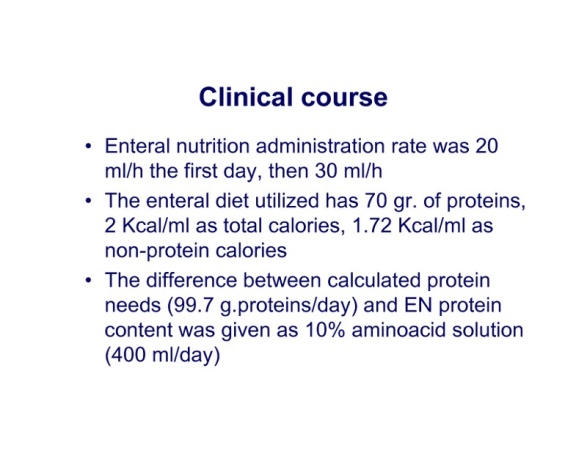 Clinical course
• Enteral nutrition administration rate was 20
ml/h the first day, then 30 ml/h
• The enteral diet utilized has 70 gr. of proteins,
2 Kcal/ml as total calories, 1.72 Kcal/ml as
non-protein calories
• The difference between calculated protein
needs (99.7 g.proteins/day) and EN protein
content was given as 10% aminoacid solution
(400 ml/day)